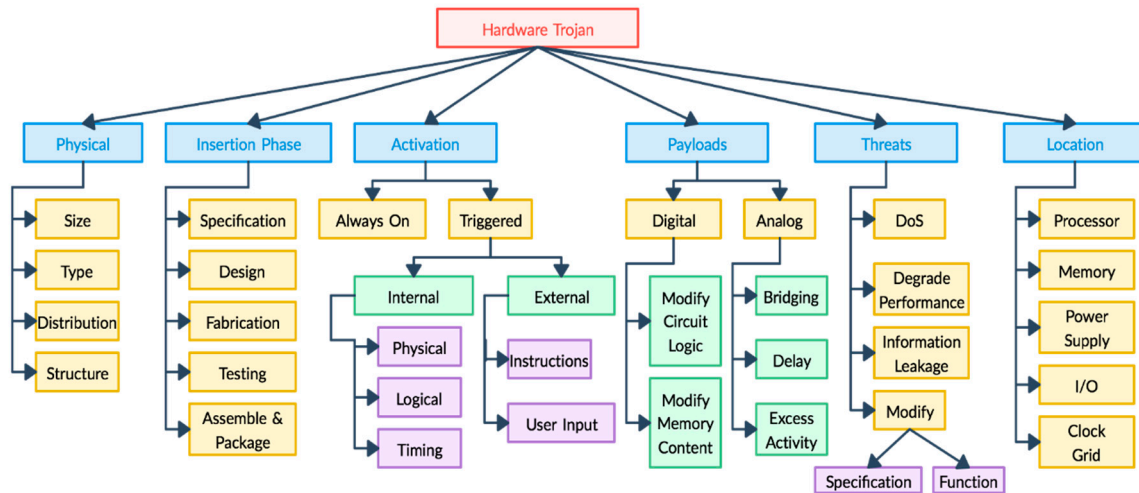 Hardware Trojan
Physical
Insertion Phase
Activation
Payloads
Threats
Location
Size
Type
Distribution
Structure
Specification
Design
Fabrication
Testing
Assemble &
Package
Always On
Triggered
Internal
External
Physical
Logical
Timing
Instructions
User Input
Digital
Analog
Modify
Circuit
Logic
Modify
Memory
Content
Bridging
Delay
Excess
Activity
DoS
Degrade
Performance
Information
Leakage
Modify
Specification
Function
Processor
Memory
Power
Supply
I/O
Clock
Grid